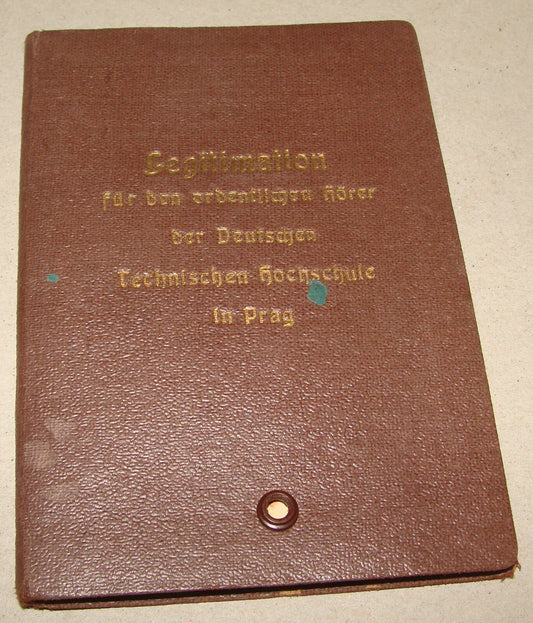 Legitimation
für den ordentlichen Hörer
der Deutschen
Technischen Hochschule
in Prag